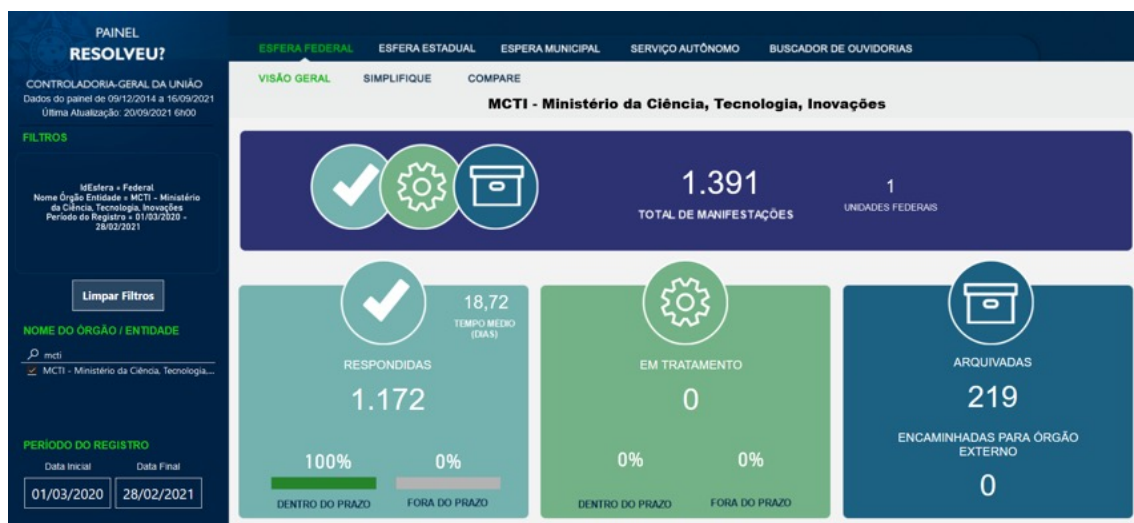 PAINEL
RESOLVEU?
CONTROLADORIA-GERAL DA UNIÃO
Dados do painel de 09/12/2014 a 16/09/2021
Última Atualização: 20/09/2021 6h00
FILTROS
IdEsfera = Federal
Nome Órgão Entidade = MCTI - Ministério
da Ciência, Tecnologia, Inovações
Período do Registro = 01/03/2020 -
28/02/2021
Limpar Filtros
NOME DO ÓRGÃO / ENTIDADE
mcti
MCTI - Ministério da Ciência, Tecnologia,...
PERÍODO DO REGISTRO
Data Inicial Data Final
01/03/2020 28/02/2021
ESFERA FEDERAL ESFERA ESTADUAL ESPERA MUNICIPAL SERVIÇO AUTÔNOMO BUSCADOR DE OUVIDORIAS
VISÃO GERAL SIMPLIFIQUE COMPARE
MCTI - Ministério da Ciência, Tecnologia, Inovações
1.391 1
TOTAL DE MANIFESTAÇÕES UNIDADES FEDERAIS
18,72
TEMPO MÉDIO
(DIAS)
RESPONDIDAS
1.172
100% 0%
DENTRO DO PRAZO FORA DO PRAZO
EM TRATAMENTO
0
0% 0%
DENTRO DO PRAZO FORA DO PRAZO
ARQUIVADAS
219
ENCAMINHADAS PARA ÓRGÃO
EXTERNO
0